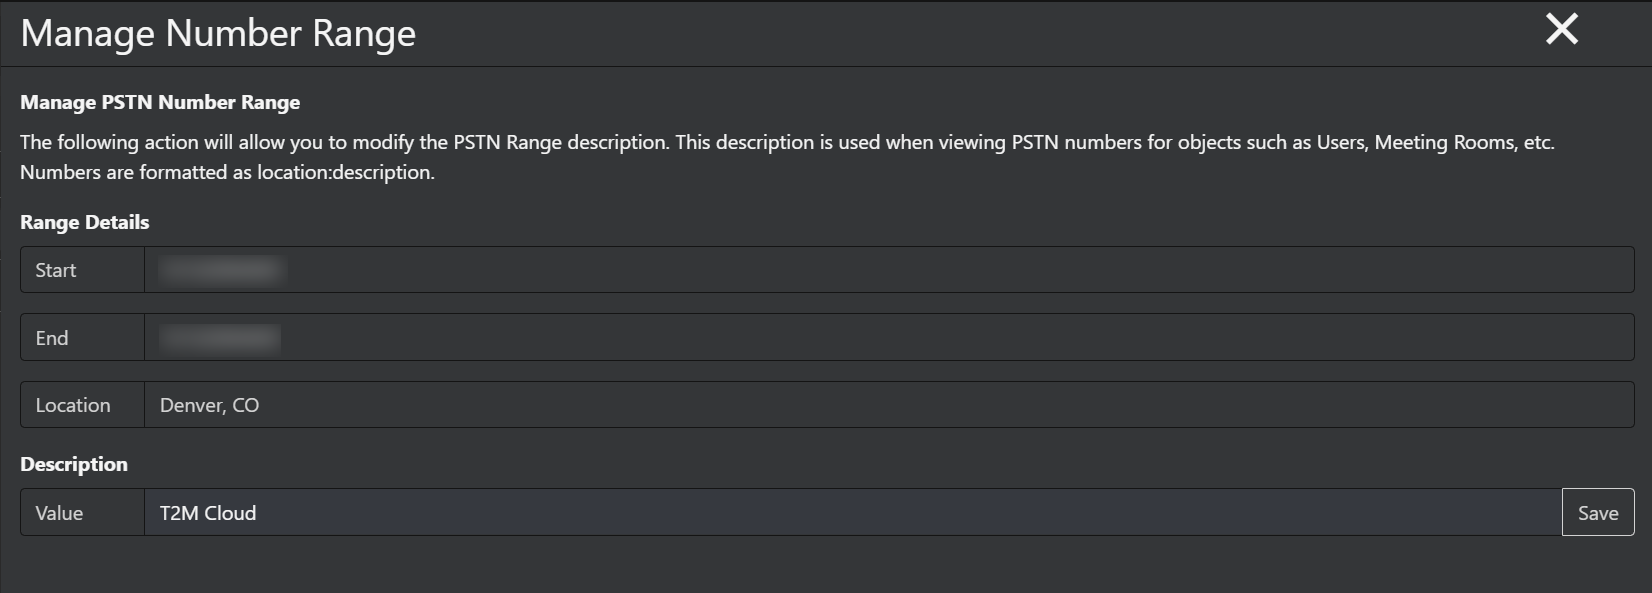 Manage Number Range
Manage PSTN Number Range
The following action will allow you to modify the PSTN Range description. This description is used when viewing PSTN numbers for objects such as Users, Meeting Rooms, etc.
Numbers are formatted as location:description.
Range Details
Start
End
Location Denver, CO
Description
Value T2M Cloud Save